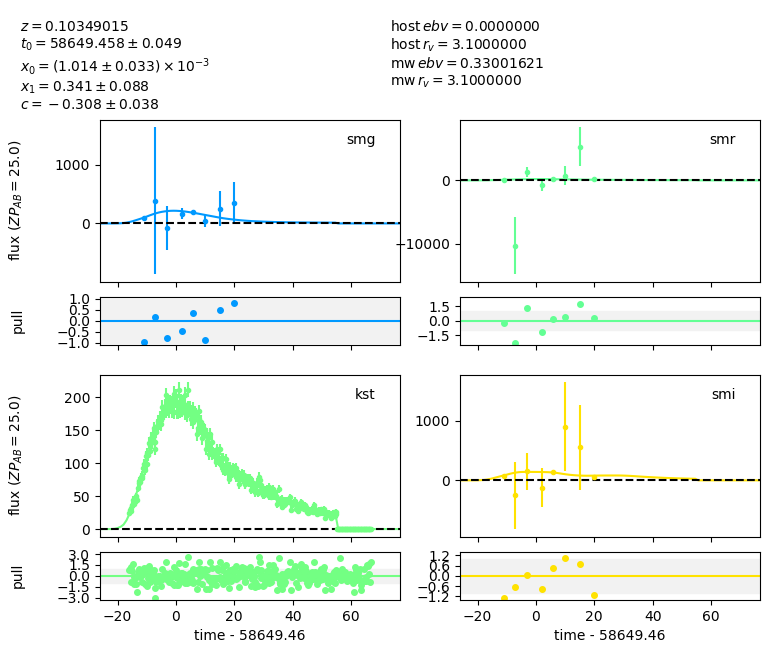 z = 0.10349015
t₀ = 58649.458 ± 0.049
x₀ = (1.014 ± 0.033) × 10⁻³
x₁ = 0.341 ± 0.088
c = −0.308 ± 0.038
host ebv = 0.0000000
host r_v = 3.1000000
mw ebv = 0.33001621
mw r_v = 3.1000000
smg
1000
0
flux (ZP_AB = 25.0)
smr
0
−10000
1.0
0.5
0.0
−0.5
−1.0
pull
1.5
0.0
−1.5
kst
200
150
100
50
0
flux (ZP_AB = 25.0)
smi
1000
0
3.0
1.5
0.0
−1.5
−3.0
pull
−20 0 20 40 60
time - 58649.46
1.2
0.6
0.0
−0.6
−1.2
−20 0 20 40 60
time - 58649.46